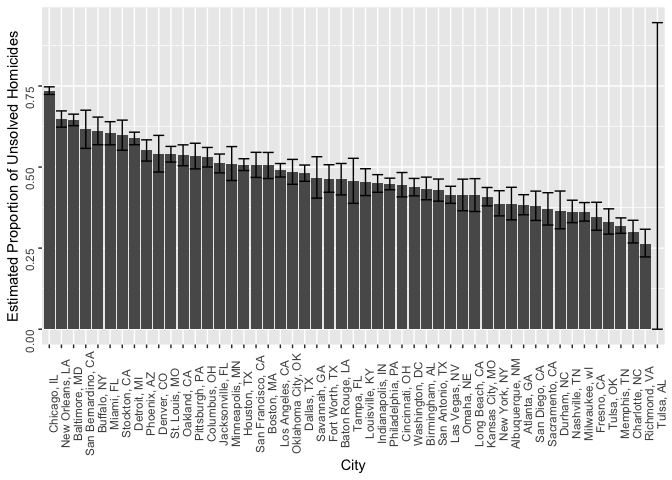 Estimated Proportion of Unsolved Homicides
0.75
0.50
0.25
0.00
Chicago, IL
New Orleans, LA
Baltimore, MD
San Bernardino, CA
Buffalo, NY
Miami, FL
Stockton, CA
Detroit, MI
Phoenix, AZ
Denver, CO
St. Louis, MO
Oakland, CA
Pittsburgh, PA
Columbus, OH
Jacksonville, FL
Minneapolis, MN
Houston, TX
San Francisco, CA
Boston, MA
Los Angeles, CA
Oklahoma City, OK
Dallas, TX
Savannah, GA
Fort Worth, TX
Baton Rouge, LA
Tampa, FL
Louisville, KY
Indianapolis, IN
Philadelphia, PA
Cincinnati, OH
Washington, DC
Birmingham, AL
San Antonio, TX
Las Vegas, NV
Omaha, NE
Long Beach, CA
Kansas City, MO
New York, NY
Albuquerque, NM
Atlanta, GA
San Diego, CA
Sacramento, CA
Durham, NC
Nashville, TN
Milwaukee, wI
Fresno, CA
Tulsa, OK
Memphis, TN
Charlotte, NC
Richmond, VA
Tulsa, AL
City